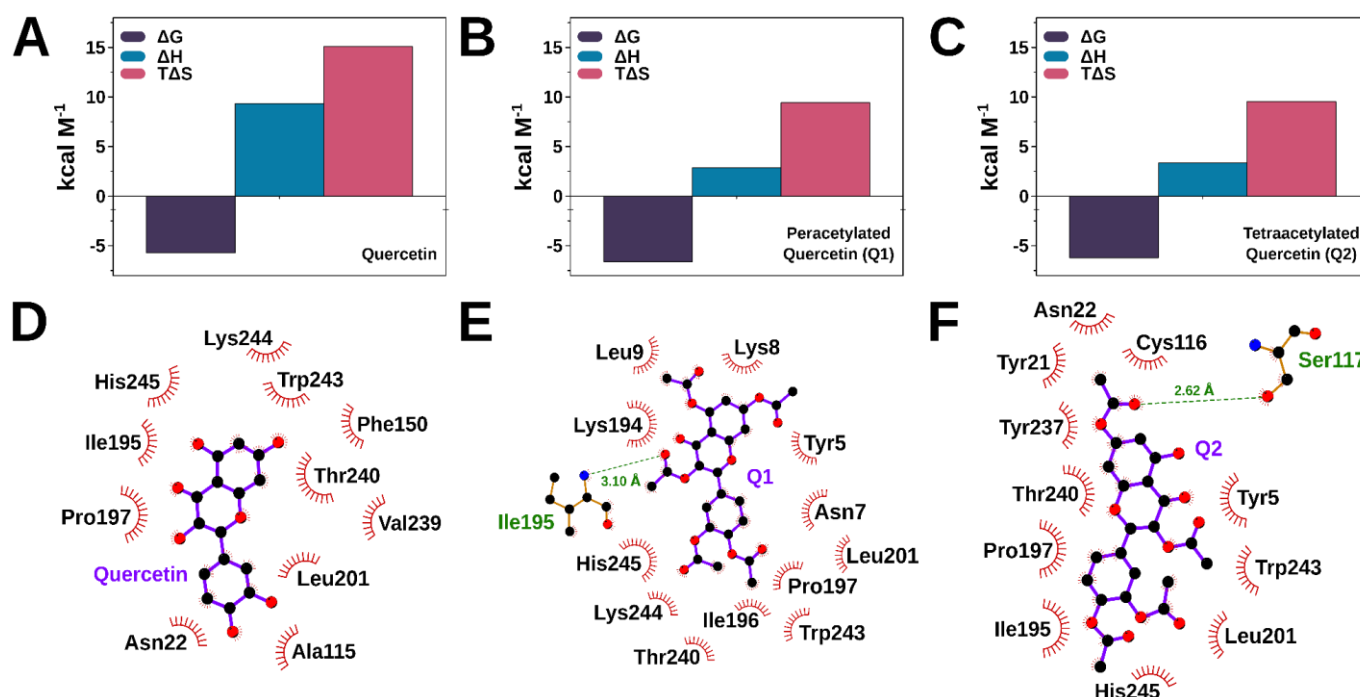 A
kcal M⁻¹
15
10
5
0
-5
ΔG
ΔH
TΔS
Quercetin
B
kcal M⁻¹
15
10
5
0
-5
ΔG
ΔH
TΔS
Peracetylated
Quercetin (Q1)
C
kcal M⁻¹
15
10
5
0
-5
ΔG
ΔH
TΔS
Tetraacetylated
Quercetin (Q2)
D
Lys244
His245
Trp243
Phe150
Ile195
Thr240
Pro197
Val239
Quercetin
Leu201
Asn22
Ala115
E
Leu9
Lys8
Lys194
Tyr5
Q1
3.10 Å
Ile195
Asn7
His245
Leu201
Pro197
Lys244
Ile196
Trp243
Thr240
F
Asn22
Cys116
Ser117
Tyr21
2.62 Å
Tyr237
Q2
Thr240
Tyr5
Pro197
Trp243
Ile195
Leu201
His245